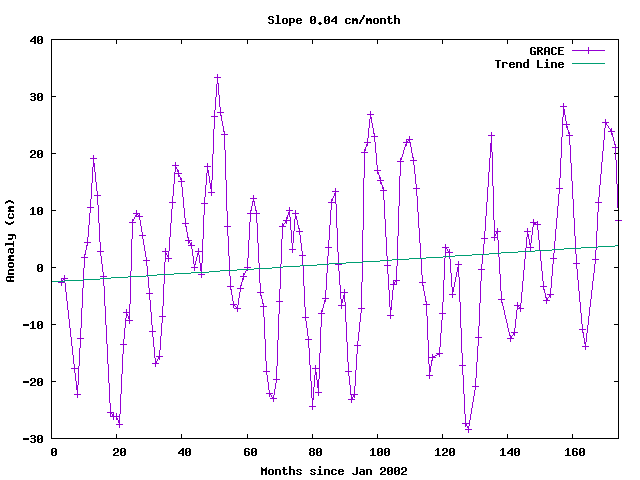 Slope 0.04 cm/month
GRACE
Trend Line
40
30
20
10
0
-10
-20
-30
Anomaly (cm)
0 20 40 60 80 100 120 140 160
Months since Jan 2002